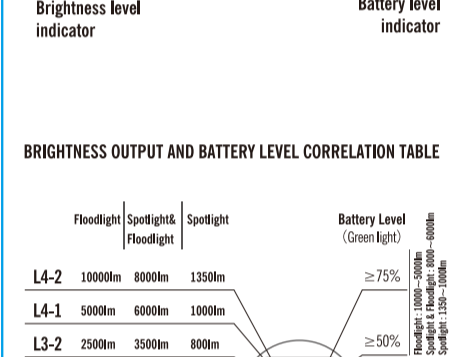 Brightness level
indicator
Battery level
indicator
BRIGHTNESS OUTPUT AND BATTERY LEVEL CORRELATION TABLE
Floodlight Spotlight& Spotlight
Floodlight
Battery Level
(Green light)
L4-2 10000lm 8000lm 1350lm ≥75%
L4-1 5000lm 6000lm 1000lm
L3-2 2500lm 3500lm 800lm ≥50%
Floodlight : 10000~5000lm
Spotlight & Floodlight : 8000~6000lm
Spotlight : 1350~1000lm